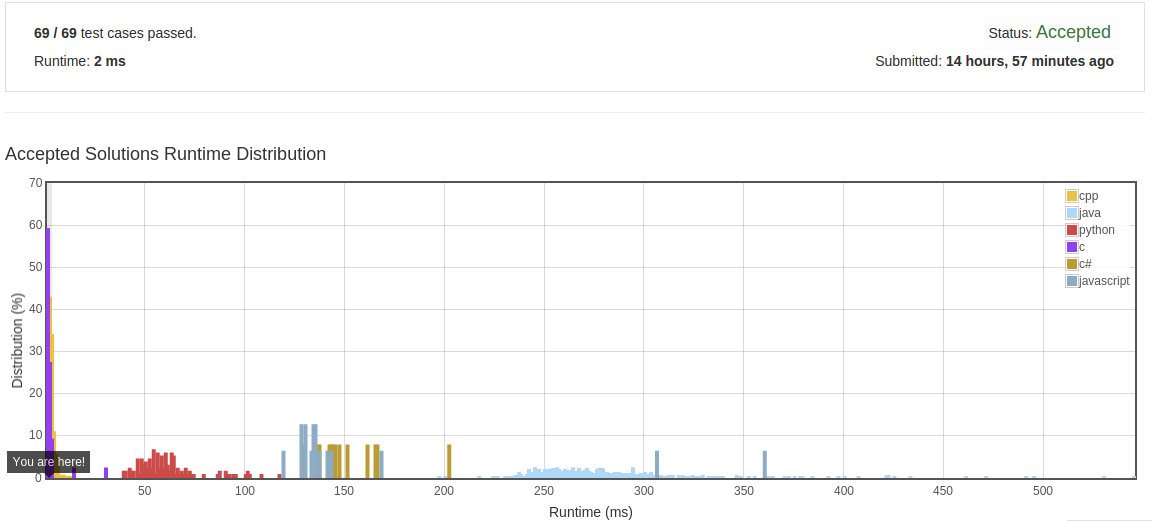 69 / 69 test cases passed.
Status: Accepted
Runtime: 2 ms
Submitted: 14 hours, 57 minutes ago
Accepted Solutions Runtime Distribution
70
60
50
40
30
20
10
0
Distribution (%)
cpp
java
python
c
c#
javascript
You are here!
50
100
150
200
250
300
350
400
450
500
Runtime (ms)